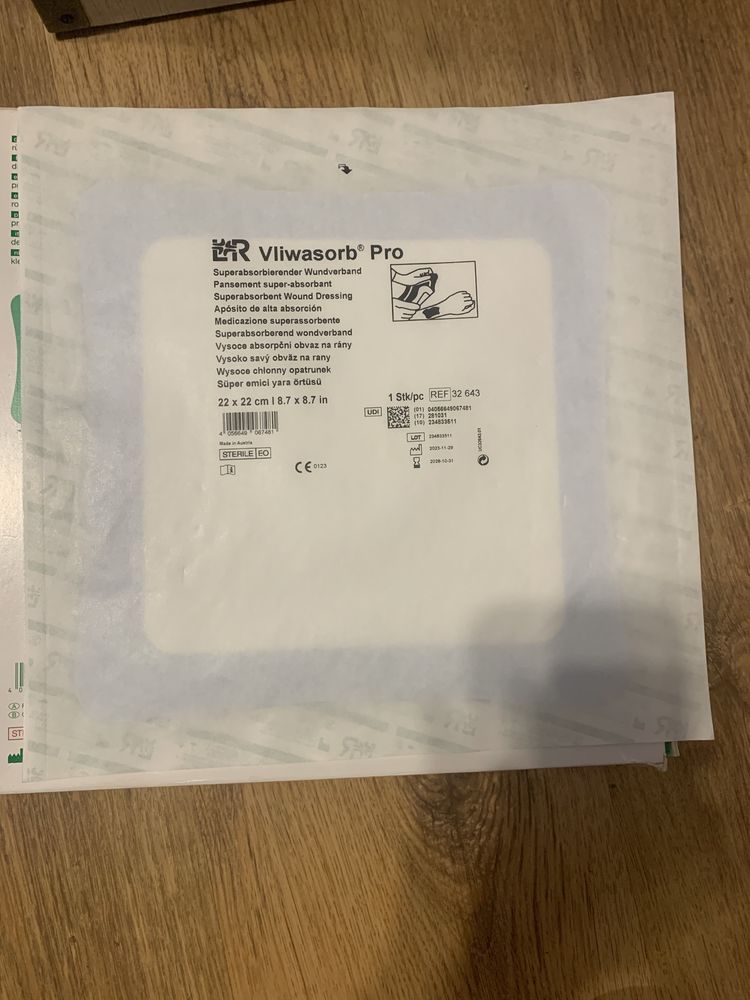 L&R Vliwasorb® Pro
Superabsorbierender Wundverband
Pansement super-absorbant
Superabsorbent Wound Dressing
Apósito de alta absorción
Medicazione superassorbente
Superabsorberend wondverband
Vysoce absorpční obvaz na rány
Vysoko savý obväz na rany
Wysoce chłonny opatrunek
Süper emici yara örtüsü
22 x 22 cm I 8.7 x 8.7 in
1 Stk/pc REF 32 643
UDI
(01) 04056649067481
(17) 281031
(10) 234833511
4 056649 067481
Made in Austria
STERILE EO
CE 0123
LOT 234833511
2023-11-29
2028-10-31